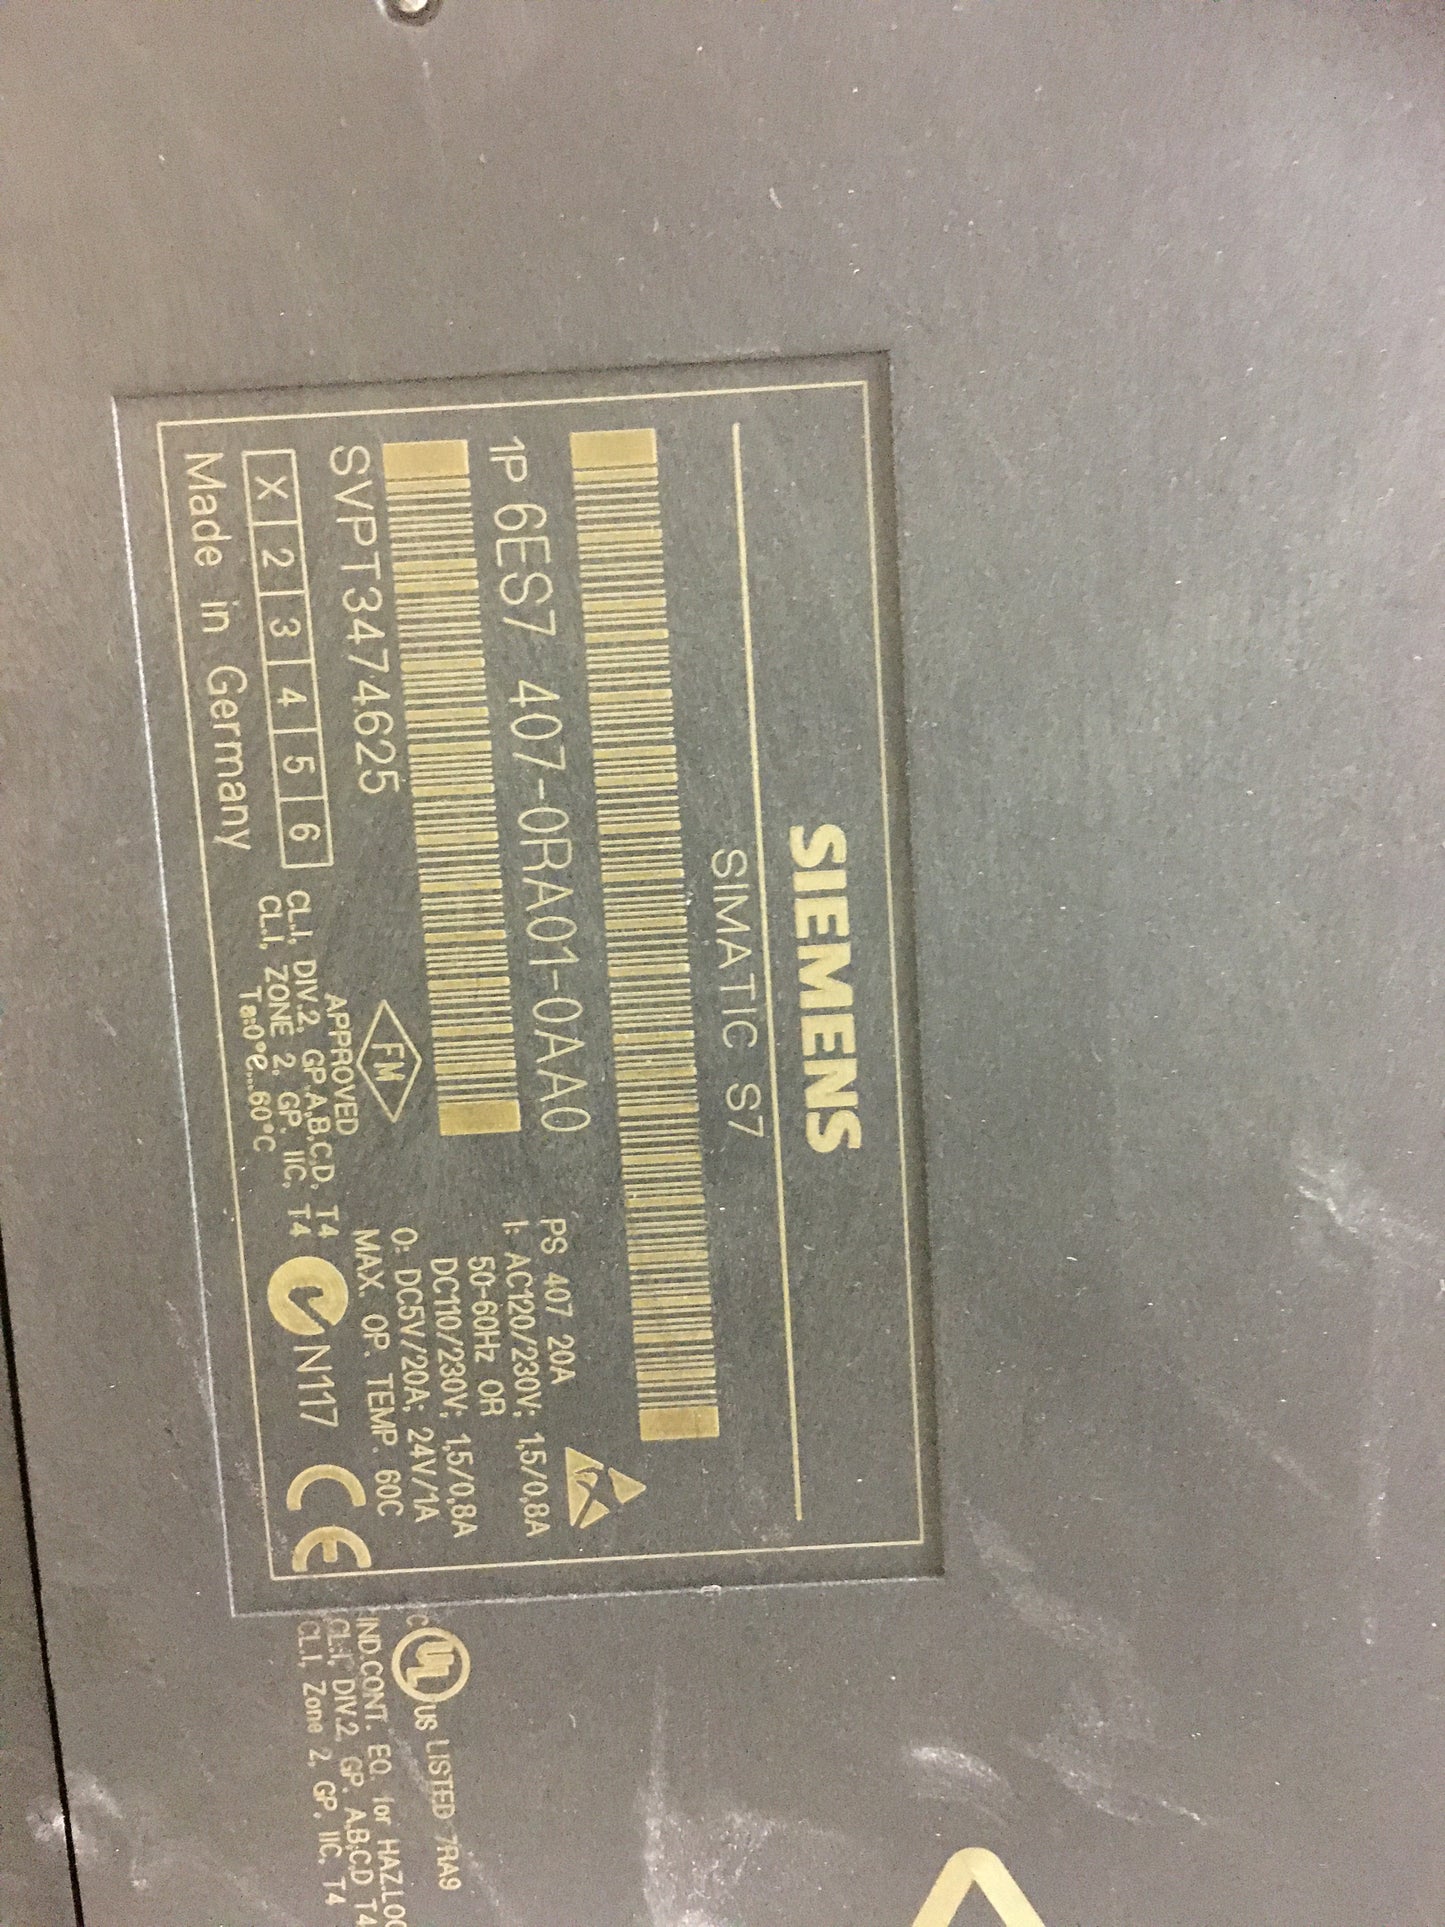 SIEMENS
SIMATIC S7
1P 6ES7 407-0RA01-0AA0
SVPT3474625
X 2 3 4 5 6
Made in Germany
FM
APPROVED
CL.I, DIV.2, GP.A,B,C,D, T4
CL.I, ZONE 2, GP. IIC, T4
Ta:0°C...60°C
PS 407 20A
I: AC120/230V; 1,5/0,8A
50-60Hz OR
DC110/230V; 1,5/0,8A
O: DC5V/20A; 24V/1A
MAX. OP. TEMP. 60C
N117
CE
C UL US LISTED 7RA9
IND.CONT. EQ. for HAZ.LOC
CL.I, DIV.2, GP. A,B,C,D T4
CL.I, Zone 2, GP. IIC, T4